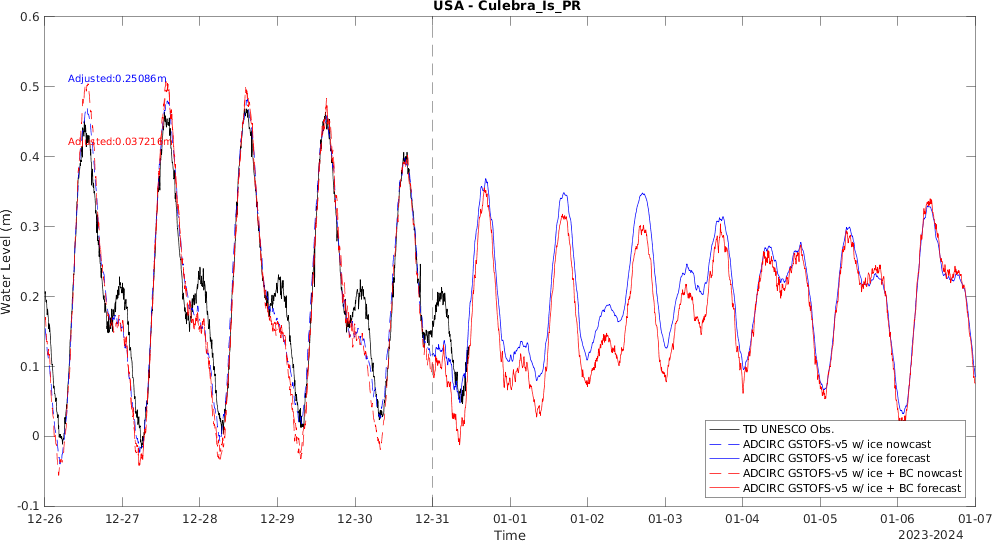 USA - Culebra_Is_PR
0.6
0.5
0.4
0.3
0.2
0.1
0
-0.1
Water Level (m)
Adjusted:0.25086m
Adjusted:0.037216m
TD UNESCO Obs.
ADCIRC GSTOFS-v5 w/ ice nowcast
ADCIRC GSTOFS-v5 w/ ice forecast
ADCIRC GSTOFS-v5 w/ ice + BC nowcast
ADCIRC GSTOFS-v5 w/ ice + BC forecast
12-26 12-27 12-28 12-29 12-30 12-31 01-01 01-02 01-03 01-04 01-05 01-06 01-07
Time
2023-2024